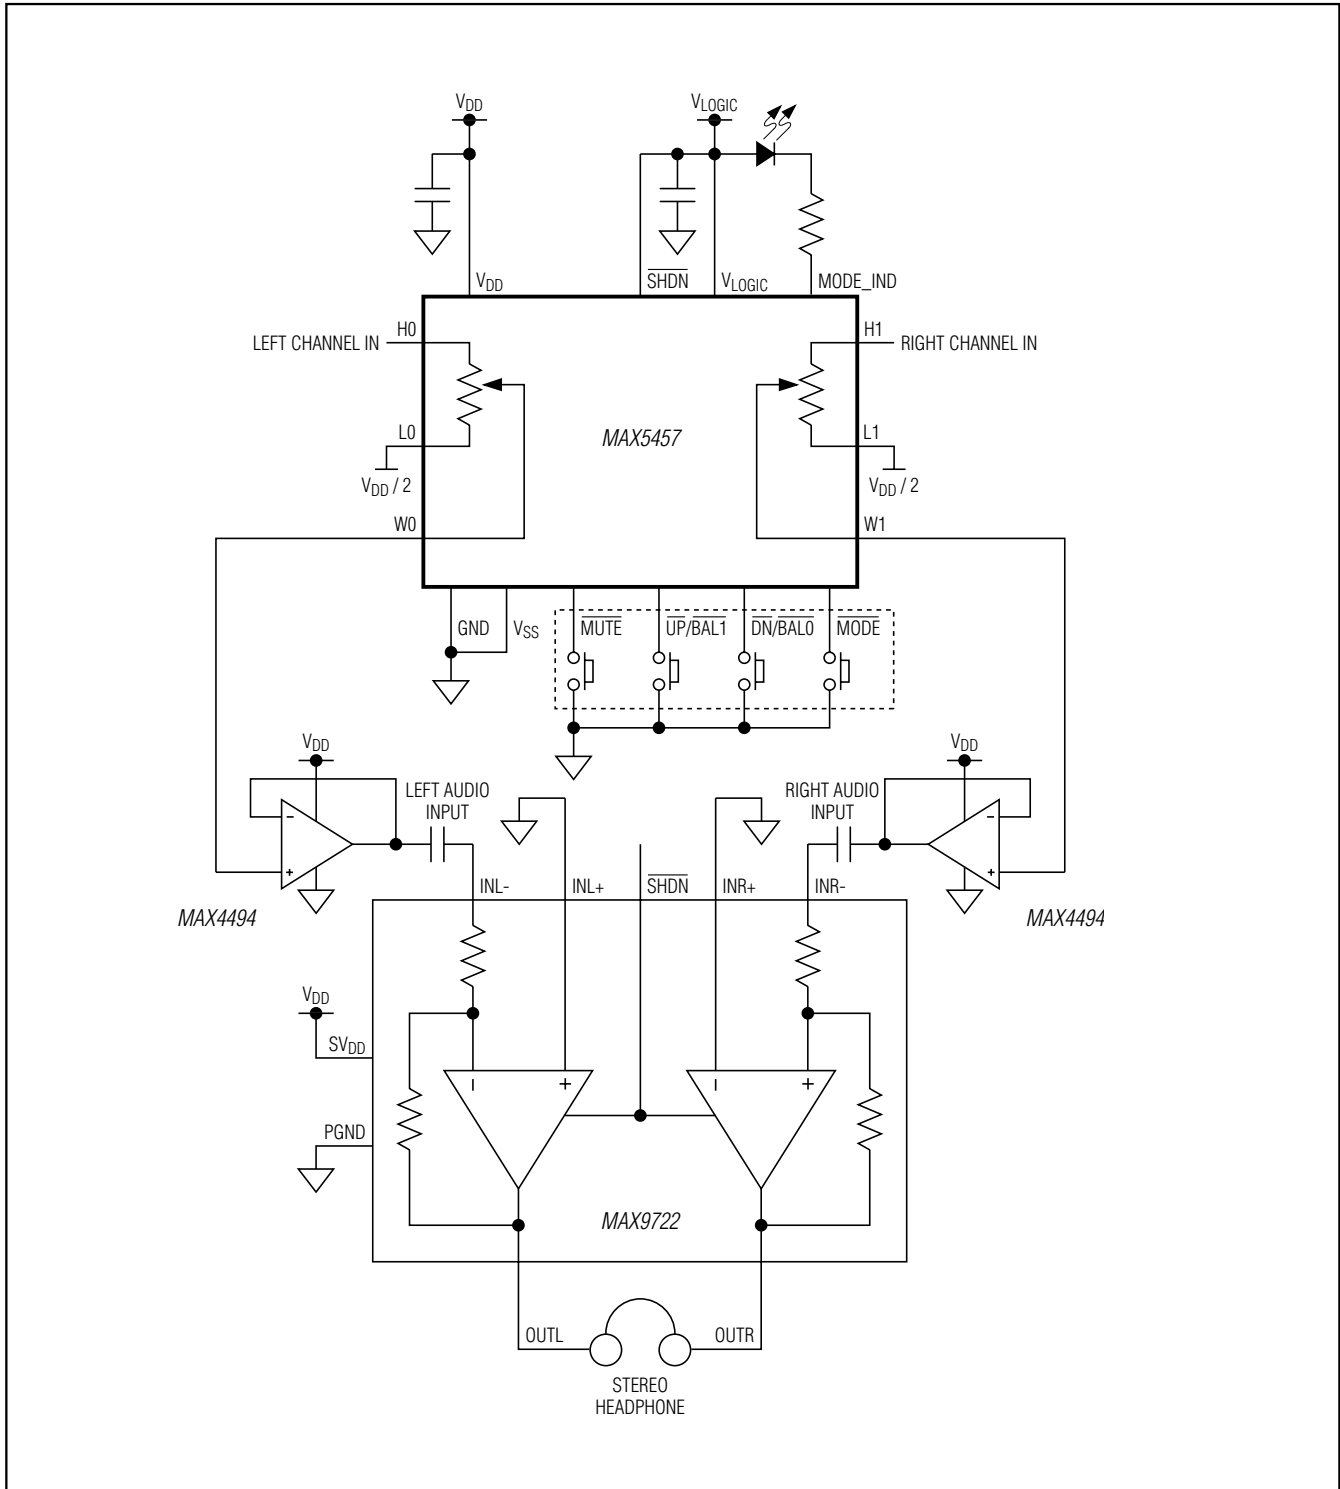 VDD
VLOGIC
VDD
SHDN
VLOGIC
MODE_IND
H0
H1
LEFT CHANNEL IN
RIGHT CHANNEL IN
MAX5457
L0
L1
VDD / 2
VDD / 2
W0
W1
GND
VSS
MUTE
UP/BAL1
DN/BAL0
MODE
VDD
VDD
LEFT AUDIO
INPUT
RIGHT AUDIO
INPUT
−
+
−
+
INL-
INL+
SHDN
INR+
INR-
MAX4494
MAX4494
VDD
SVDD
− +
− +
PGND
MAX9722
OUTL
OUTR
STEREO
HEADPHONE